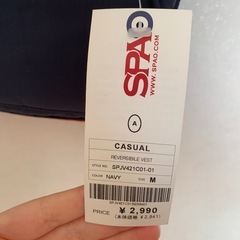 SPAO
WWW.SPAO.COM
A
CASUAL
REVERSIBLE VEST
STYLE NO. SPJV421C01-01
COLOR NAVY SIZE M
PRICE ¥ 2,990